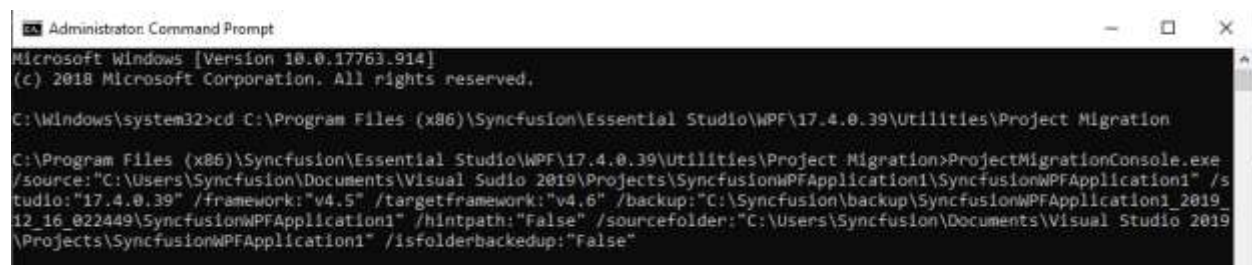 Administrator: Command Prompt
Microsoft Windows [Version 10.0.17763.914]
(c) 2018 Microsoft Corporation. All rights reserved.
C:\Windows\system32>cd C:\Program Files (x86)\Syncfusion\Essential Studio\WPF\17.4.0.39\Utilities\Project Migration
C:\Program Files (x86)\Syncfusion\Essential Studio\WPF\17.4.0.39\Utilities\Project Migration>ProjectMigrationConsole.exe
/source:"C:\Users\Syncfusion\Documents\Visual Sudio 2019\Projects\SyncfusionWPFApplication1\SyncfusionWPFApplication1" /s
tudio:"17.4.0.39" /framework:"v4.5" /targetframework:"v4.6" /backup:"C:\Syncfusion\backup\SyncfusionWPFApplication1_2019_
12_16_022449\SyncfusionWPFApplication1" /hintpath:"False" /sourcefolder:"C:\Users\Syncfusion\Documents\Visual Studio 2019
\Projects\SyncfusionWPFApplication1" /isfolderbackedup:"False"